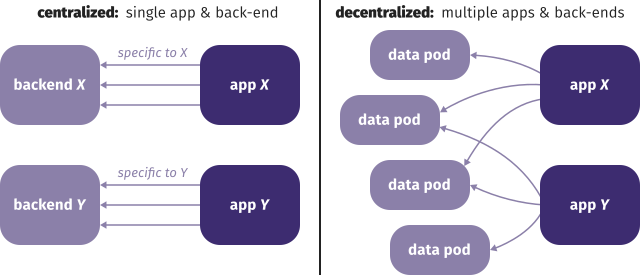 centralized: single app & back-end
specific to X
backend X
app X
specific to Y
backend Y
app Y
decentralized: multiple apps & back-ends
data pod
app X
data pod
data pod
app Y
data pod